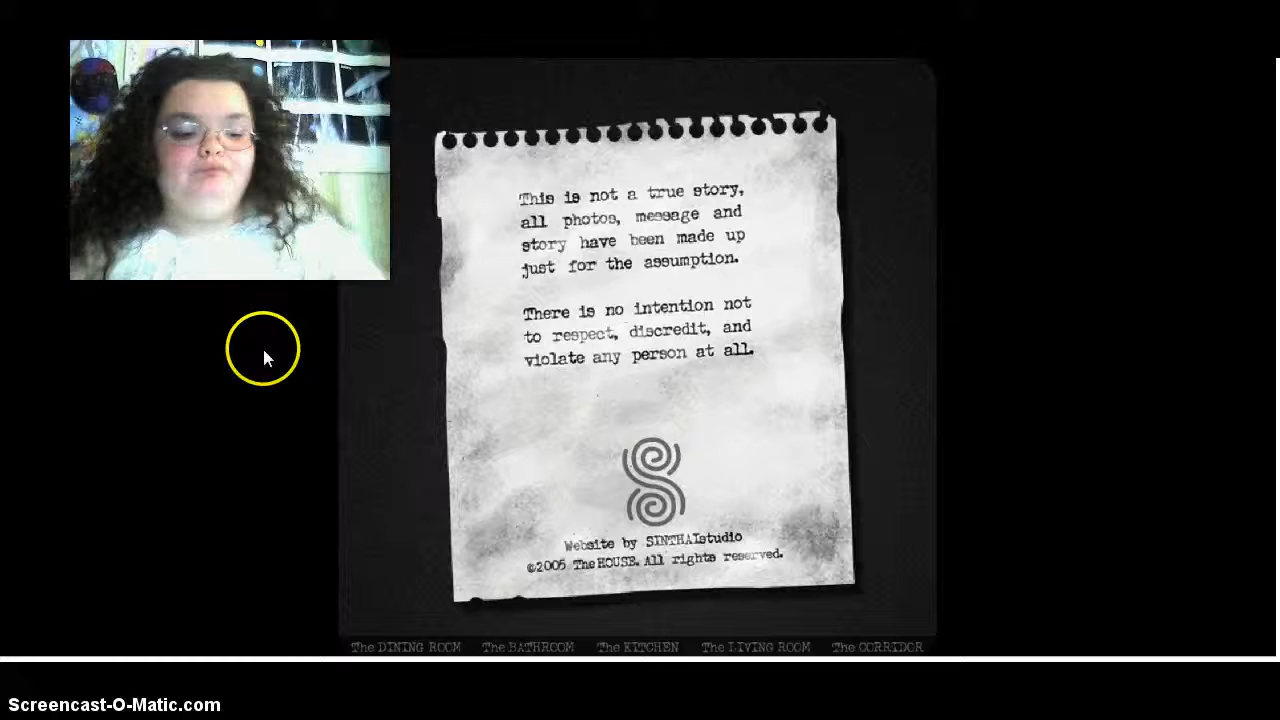 This is not a true story,
all photos, message and
story have been made up
just for the assumption.
There is no intention not
to respect, discredit, and
violate any person at all.
Website by SINTHAIstudio
©2005 TheHOUSE. All rights reserved.
The DINING ROOM The BATHROOM The KITCHEN The LIVING ROOM The CORRIDOR
Screencast-O-Matic.com